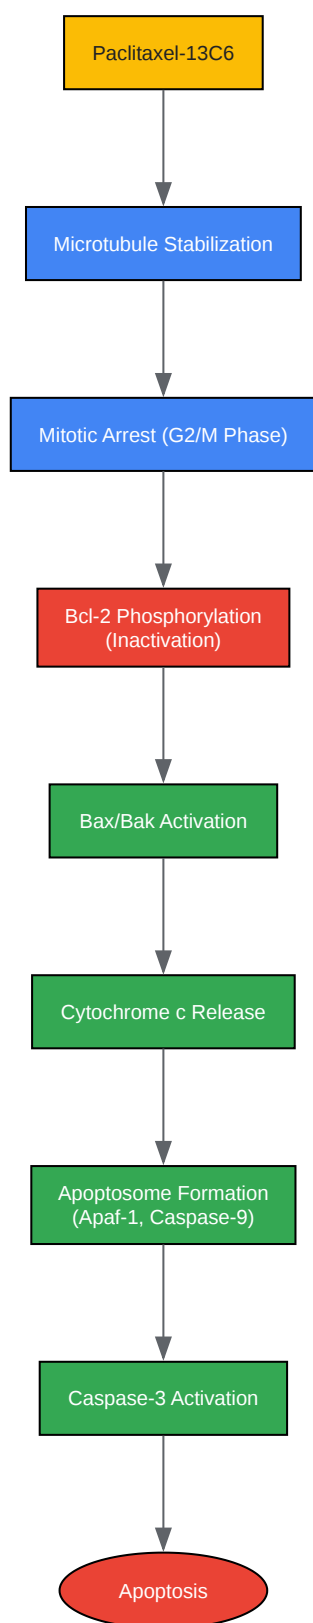 Paclitaxel-13C6
Microtubule Stabilization
Mitotic Arrest (G2/M Phase)
Bcl-2 Phosphorylation
(Inactivation)
Bax/Bak Activation
Cytochrome c Release
Apoptosome Formation
(Apaf-1, Caspase-9)
Caspase-3 Activation
Apoptosis